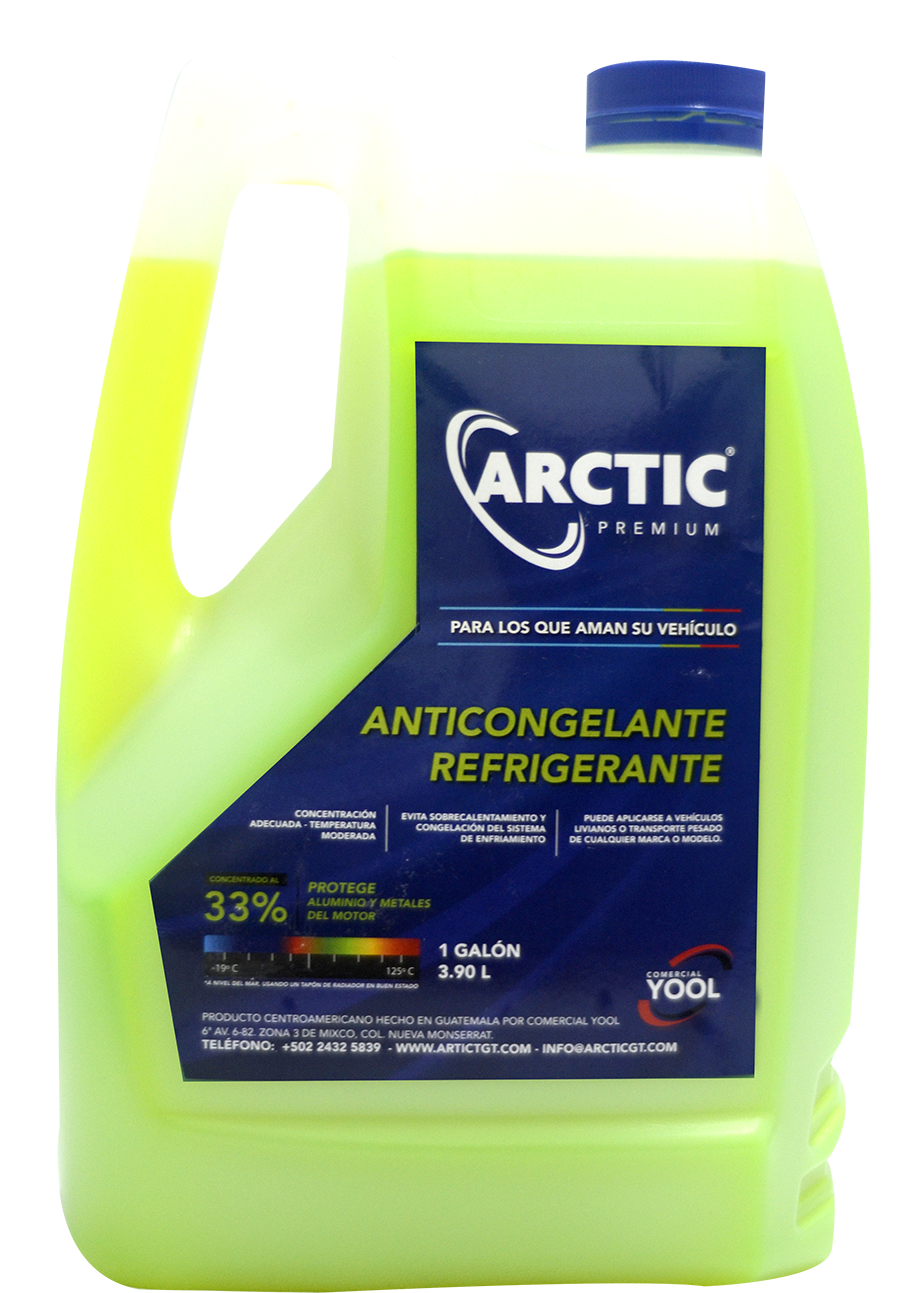 ARCTIC®
PREMIUM
PARA LOS QUE AMAN SU VEHÍCULO
ANTICONGELANTE
REFRIGERANTE
CONCENTRACIÓN
ADECUADA - TEMPERATURA
MODERADA
EVITA SOBRECALENTAMIENTO Y
CONGELACIÓN DEL SISTEMA
DE ENFRIAMIENTO
PUEDE APLICARSE A VEHÍCULOS
LIVIANOS O TRANSPORTE PESADO
DE CUALQUIER MARCA O MODELO.
CONCENTRADO AL
33%
PROTEGE
ALUMINIO Y METALES
DEL MOTOR
-19º C
125º C
*A NIVEL DEL MAR, USANDO UN TAPÓN DE RADIADOR EN BUEN ESTADO
1 GALÓN
3.90 L
COMERCIAL
YOOL
PRODUCTO CENTROAMERICANO HECHO EN GUATEMALA POR COMERCIAL YOOL
6ª AV. 6-82. ZONA 3 DE MIXCO, COL. NUEVA MONSERRAT.
TELÉFONO: +502 2432 5839 - WWW.ARTICTGT.COM - INFO@ARCTICGT.COM